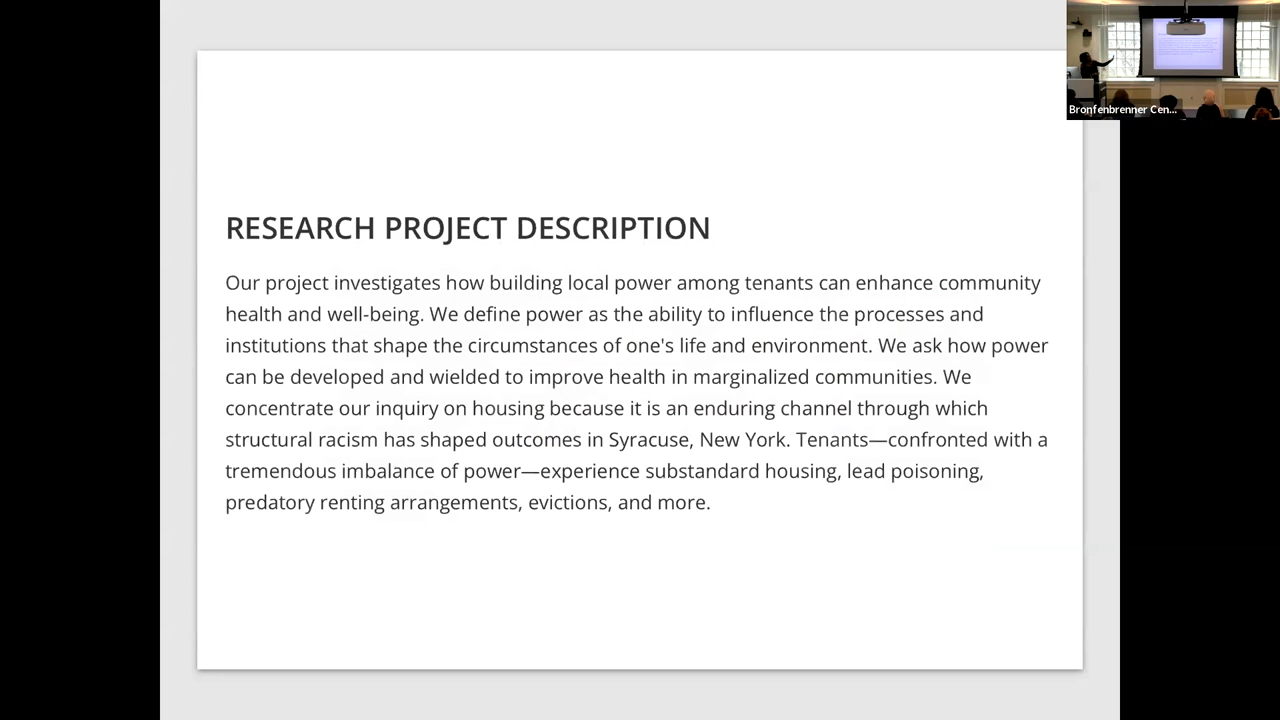 RESEARCH PROJECT DESCRIPTION
Our project investigates how building local power among tenants can enhance community
health and well-being. We define power as the ability to influence the processes and
institutions that shape the circumstances of one's life and environment. We ask how power
can be developed and wielded to improve health in marginalized communities. We
concentrate our inquiry on housing because it is an enduring channel through which
structural racism has shaped outcomes in Syracuse, New York. Tenants—confronted with a
tremendous imbalance of power—experience substandard housing, lead poisoning,
predatory renting arrangements, evictions, and more.
Bronfenbrenner Cen...